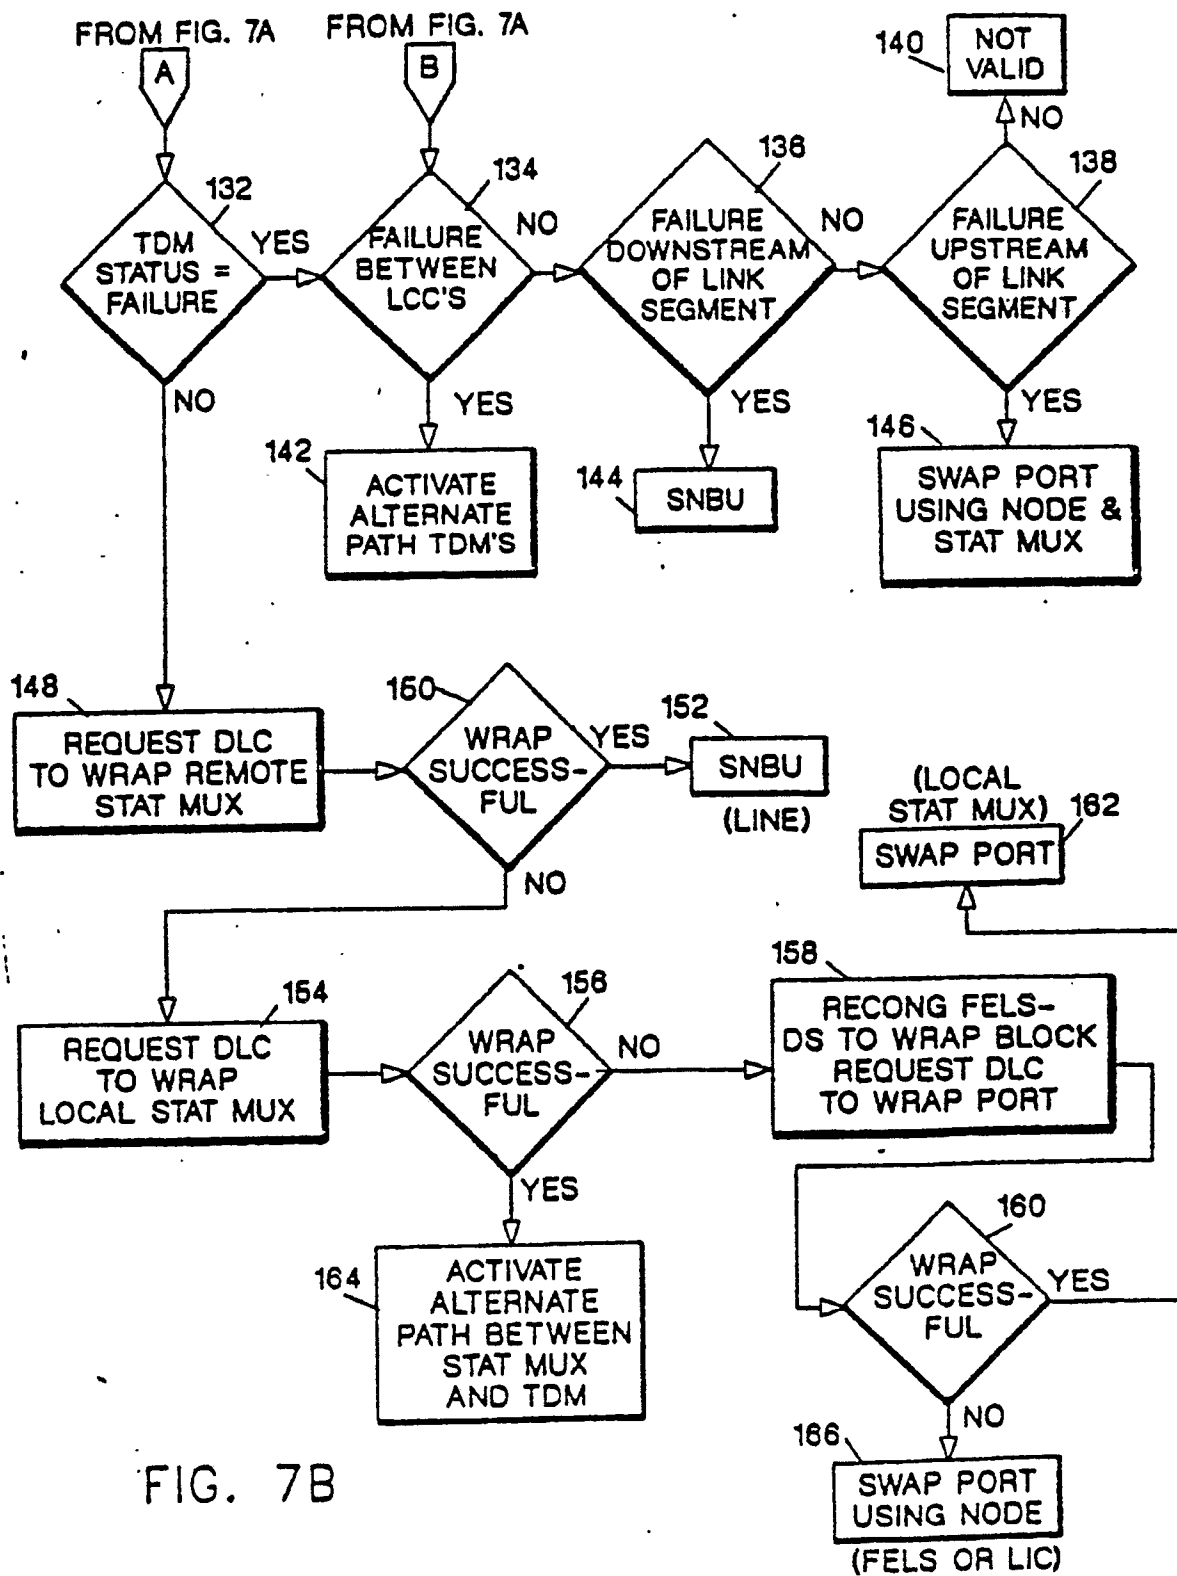 FROM FIG. 7A
A
FROM FIG. 7A
B
140
NOT
VALID
NO
132
TDM
STATUS =
FAILURE
YES
NO
134
FAILURE
BETWEEN
LCC'S
NO
YES
136
FAILURE
DOWNSTREAM
OF LINK
SEGMENT
NO
YES
138
FAILURE
UPSTREAM
OF LINK
SEGMENT
YES
142
ACTIVATE
ALTERNATE
PATH TDM'S
144
SNBU
146
SWAP PORT
USING NODE &
STAT MUX
148
REQUEST DLC
TO WRAP REMOTE
STAT MUX
150
WRAP
SUCCESS-
FUL
YES
NO
152
SNBU
(LINE)
(LOCAL
STAT MUX)
162
SWAP PORT
154
REQUEST DLC
TO WRAP
LOCAL STAT MUX
156
WRAP
SUCCESS-
FUL
NO
YES
158
RECONG FELS-
DS TO WRAP BLOCK
REQUEST DLC
TO WRAP PORT
160
WRAP
SUCCESS-
FUL
YES
NO
164
ACTIVATE
ALTERNATE
PATH BETWEEN
STAT MUX
AND TDM
166
SWAP PORT
USING NODE
(FELS OR LIC)
FIG. 7B